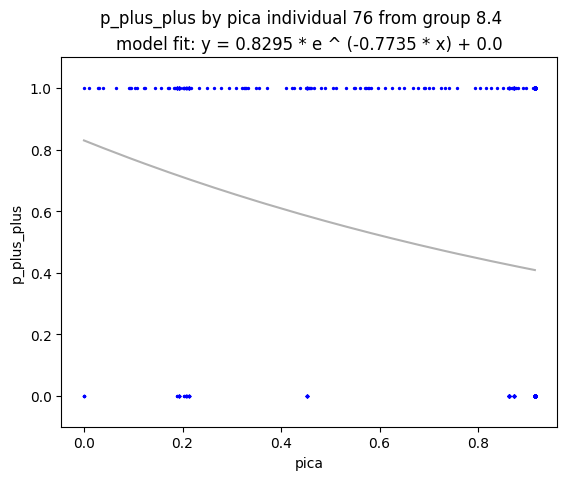 p_plus_plus by pica individual 76 from group 8.4
model fit: y = 0.8295 * e ^ (-0.7735 * x) + 0.0
1.0
0.8
0.6
0.4
0.2
0.0
p_plus_plus
0.0 0.2 0.4 0.6 0.8
pica